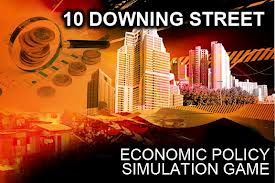 10 DOWNING STREET
ECONOMIC POLICY
SIMULATION GAME